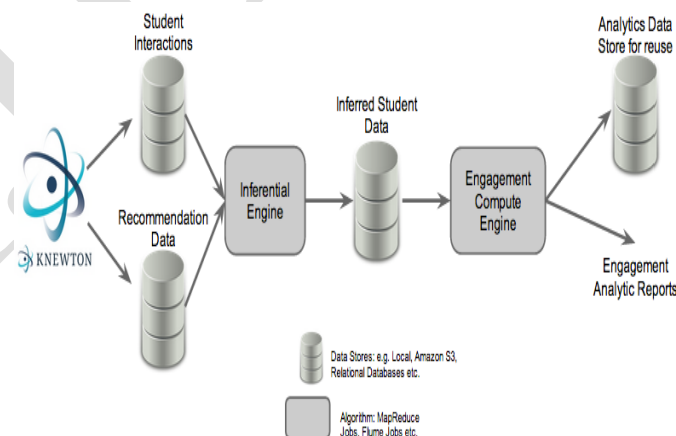 Student
Interactions
Analytics Data
Store for reuse
Inferred Student
Data
Inferential
Engine
Engagement
Compute
Engine
Recommendation
Data
KNEWTON
Engagement
Analytic Reports
Data Stores: e.g. Local, Amazon S3,
Relational Databases etc.
Algorithm: MapReduce
Jobs, Flume Jobs etc.